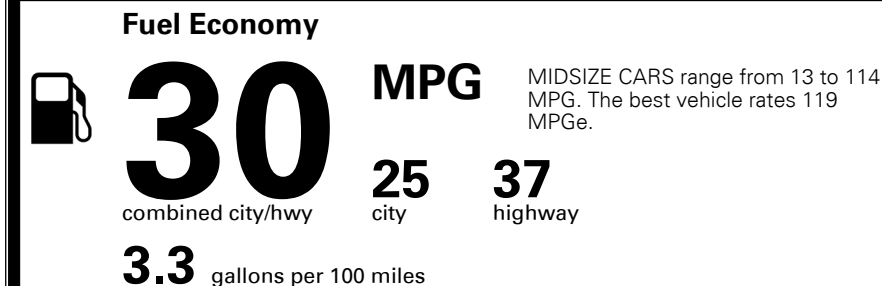 Fuel Economy
30
MPG
MIDSIZE CARS range from 13 to 114
MPG. The best vehicle rates 119
MPGe.
combined city/hwy
25
city
37
highway
3.3 gallons per 100 miles